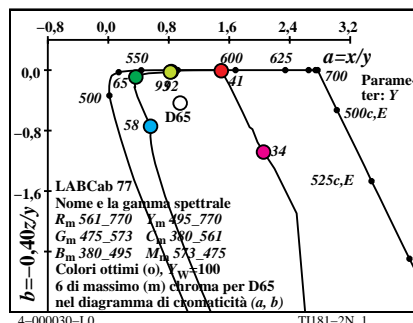 −0,8 0,0 0,8 1,6 2,4 3,2
550 600 625 a=x/y
0,0 65 992 41 700
Parame-
ter: Y
500 500c,E
−0,8 58 D65
34
525c,E
−1,6
LABCab 77
Nome e la gamma spettrale
Rm 561_770 Ym 495_770
Gm 475_573 Cm 380_561
Bm 380_495 Mm 573_475
Colori ottimi (o), YW=100
6 di massimo (m) chroma per D65
nel diagramma di cromaticità (a, b)
b=−0,40z/y
4−000030−L0 TI181−2N_1